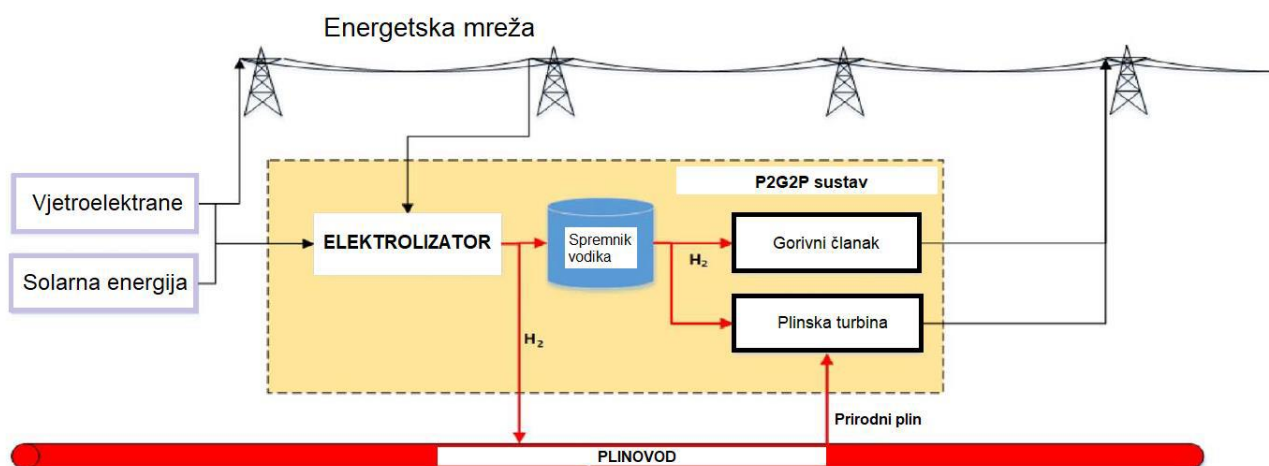 Energetska mreža
P2G2P sustav
Vjetroelektrane
ELEKTROLIZATOR
Spremnik
vodika
H₂
Gorivni članak
Solarna energija
Plinska turbina
H₂
Prirodni plin
PLINOVOD